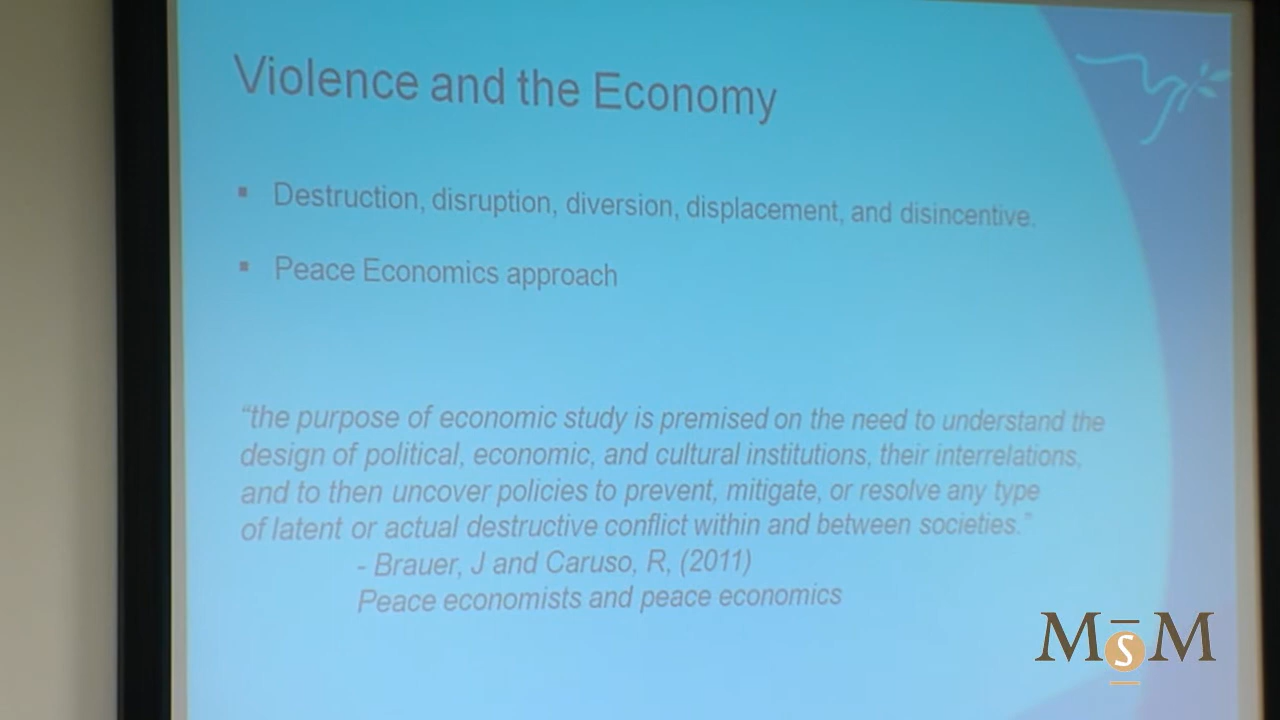 Violence and the Economy
▪ Destruction, disruption, diversion, displacement, and disincentive.
▪ Peace Economics approach
“the purpose of economic study is premised on the need to understand the
design of political, economic, and cultural institutions, their interrelations,
and to then uncover policies to prevent, mitigate, or resolve any type
of latent or actual destructive conflict within and between societies.”
- Brauer, J and Caruso, R, (2011)
Peace economists and peace economics
MSM